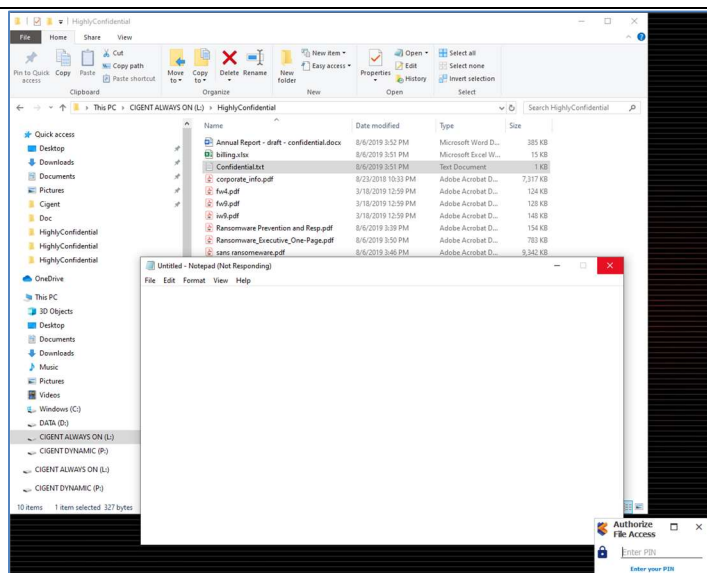 HighlyConfidential
File Home Share View
Pin to Quick access
Copy
Paste
Cut
Copy path
Paste shortcut
Clipboard
Move to
Copy to
Delete
Rename
Organize
New folder
New item
Easy access
New
Properties
Open
Edit
History
Open
Select all
Select none
Invert selection
Select
This PC > CIGENT ALWAYS ON (L:) > HighlyConfidential
Search HighlyConfidential
Name Date modified Type Size
Annual Report - draft - confidential.docx 8/6/2019 3:52 PM Microsoft Word D... 385 KB
billing.xlsx 8/6/2019 3:51 PM Microsoft Excel W... 15 KB
Confidential.txt 8/6/2019 3:51 PM Text Document 1 KB
corporate_info.pdf 8/23/2018 10:33 PM Adobe Acrobat D... 7,317 KB
fw4.pdf 3/18/2019 12:59 PM Adobe Acrobat D... 124 KB
fw9.pdf 3/18/2019 12:59 PM Adobe Acrobat D... 128 KB
iw9.pdf 3/18/2019 12:59 PM Adobe Acrobat D... 148 KB
Ransomware Prevention and Resp.pdf 8/6/2019 3:39 PM Adobe Acrobat D... 154 KB
Ransomware_Executive_One-Page.pdf 8/6/2019 3:50 PM Adobe Acrobat D... 783 KB
sans ransomeware.pdf 8/6/2019 3:46 PM Adobe Acrobat D... 9,342 KB
Quick access
Desktop
Downloads
Documents
Pictures
Cigent
Doc
HighlyConfidential
HighlyConfidential
HighlyConfidential
OneDrive
This PC
3D Objects
Desktop
Documents
Downloads
Music
Pictures
Videos
Windows (C:)
DATA (D:)
CIGENT ALWAYS ON (L:)
CIGENT DYNAMIC (P:)
CIGENT ALWAYS ON (L:)
CIGENT DYNAMIC (P:)
10 items 1 item selected 327 bytes
Untitled - Notepad (Not Responding)
File Edit Format View Help
Authorize
File Access
Enter PIN
Enter your PIN